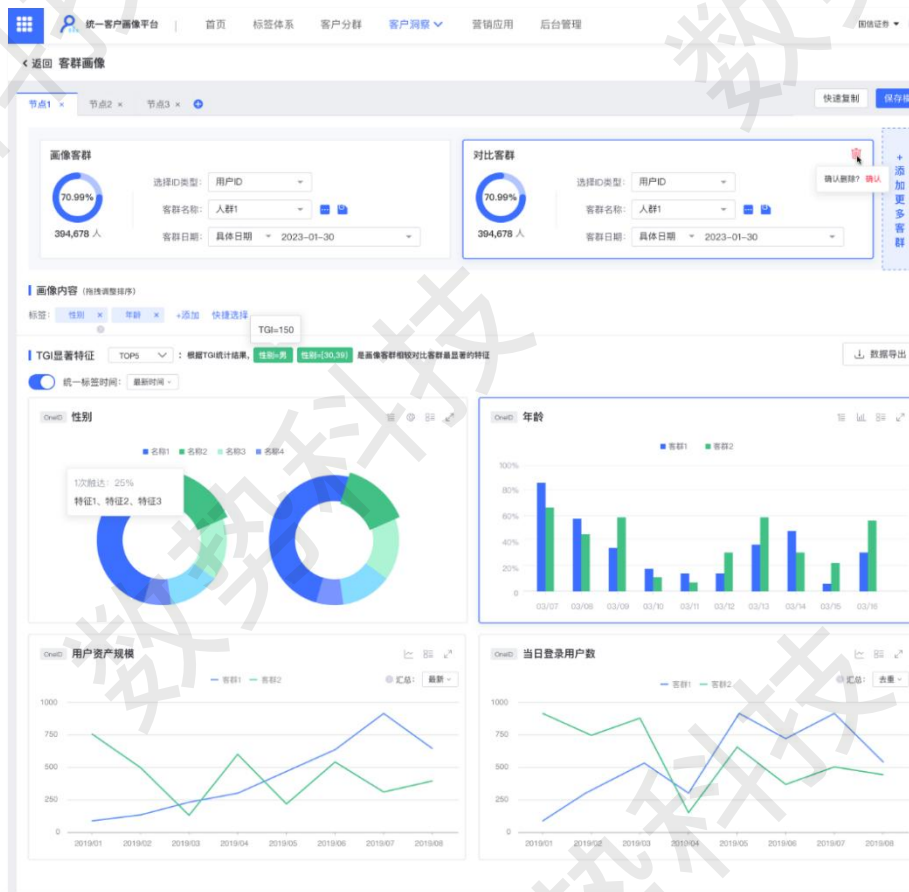 统一客户画像平台 | 首页 标签体系 客户分群 客户洞察 营销应用 后台管理 国信证券
返回 客群画像
节点1 × 节点2 × 节点3 × 快速复制 保存模
画像客群
70.99%
394,678 人
选择ID类型: 用户ID
客群名称: 人群1
客群日期: 具体日期 2023-01-30
对比客群
70.99%
394,678 人
选择ID类型: 用户ID
客群名称: 人群1
客群日期: 具体日期 2023-01-30
确认删除? 确认
+添加更多客群
画像内容 (拖拽调整排序)
标签: 性别 × 年龄 × +添加 快捷选择
TGI=150
TGI显著特征 TOP5 : 根据TGI统计结果, 性别=男 性别=[30,39] 是画像客群相较对比客群最显著的特征 数据导出
统一标签时间: 最新时间
OneID 性别
名称1 名称2 名称3 名称4
1次触达: 25%
特征1、特征2、特征3
OneID 年龄
客群1 客群2
100%
80%
60%
40%
20%
0
03/07 03/08 03/09 03/10 03/11 03/12 03/13 03/14 03/15 03/16
OneID 用户资产规模
客群1 客群2 汇总: 最新
1000
750
500
250
0
2019/01 2019/02 2019/03 2019/04 2019/05 2019/06 2019/07 2019/08
OneID 当日登录用户数
客群1 客群2 汇总: 去重
1000
750
500
250
0
2019/01 2019/02 2019/03 2019/04 2019/05 2019/06 2019/07 2019/08
数势科技